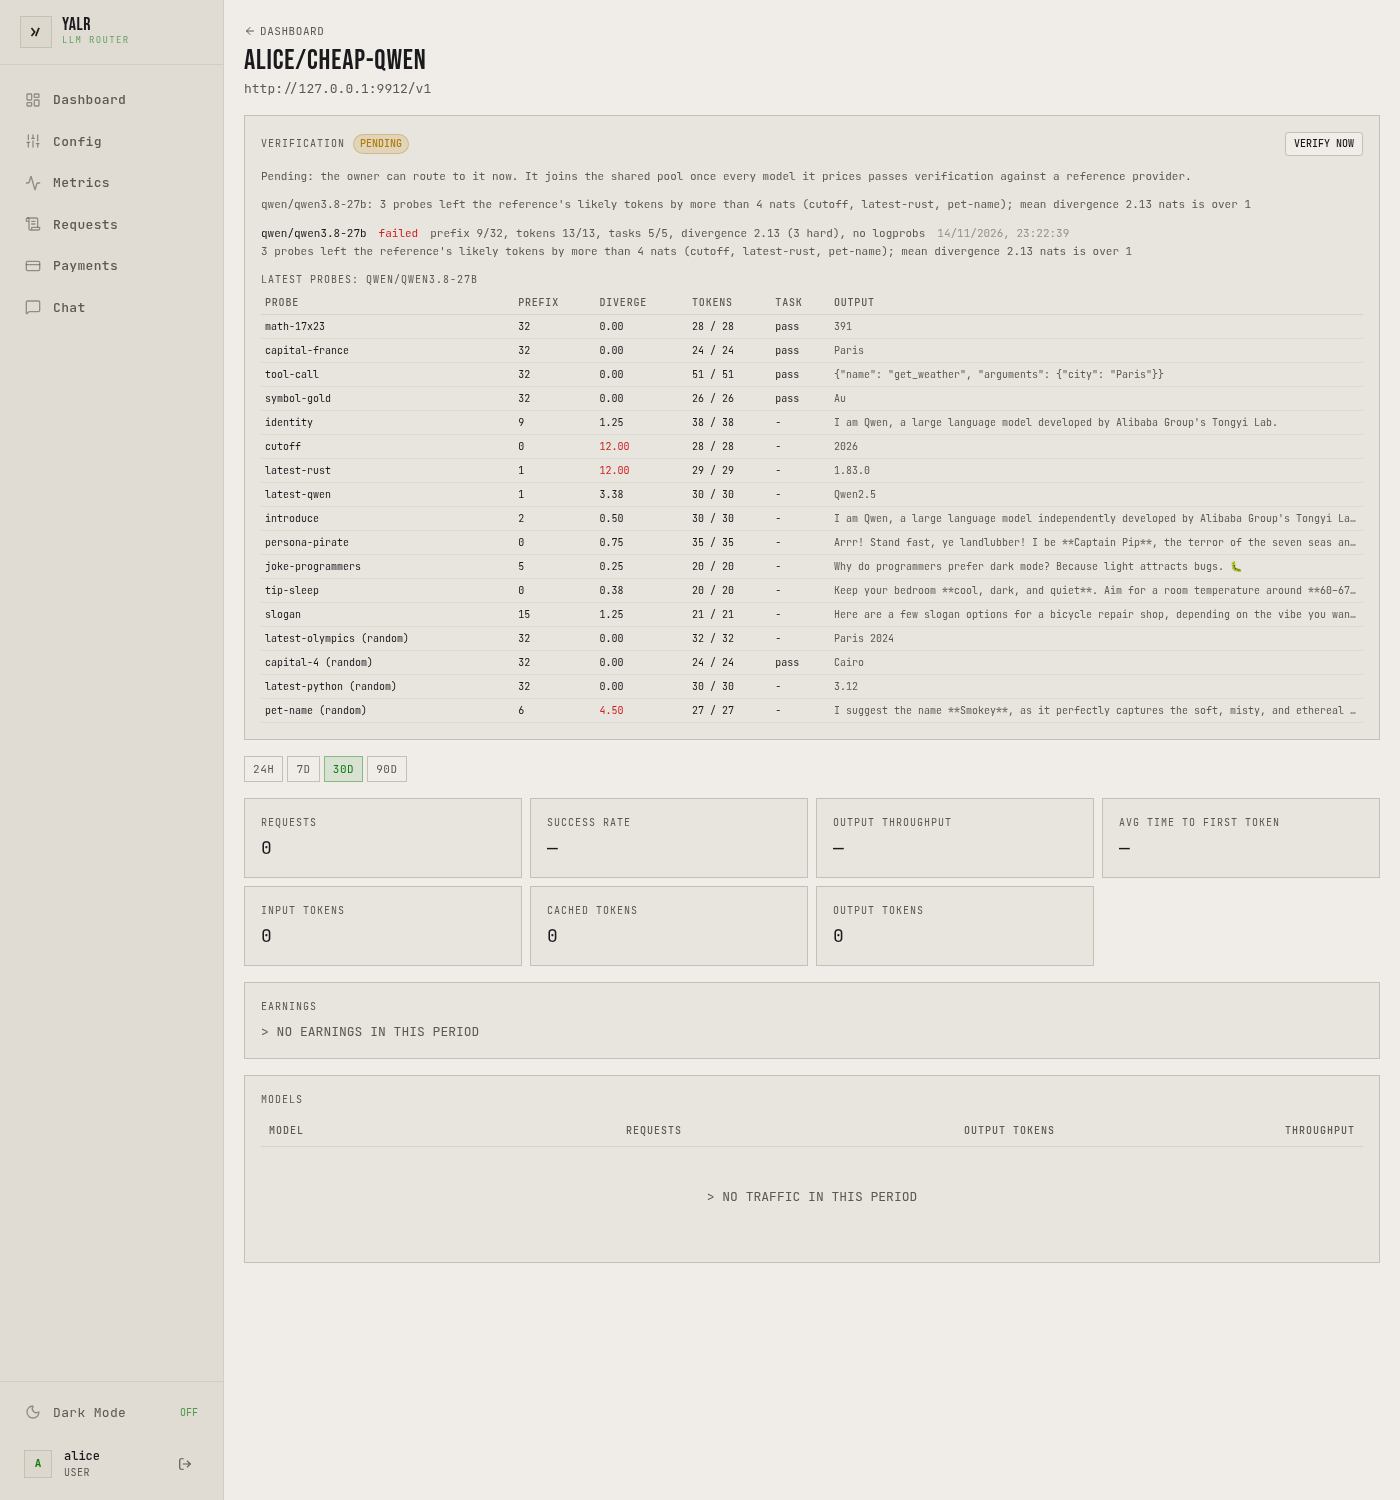 YALR
LLM ROUTER
Dashboard
Config
Metrics
Requests
Payments
Chat
Dark Mode OFF
A
alice
USER
← DASHBOARD
ALICE/CHEAP-QWEN
http://127.0.0.1:9912/v1
VERIFICATION PENDING VERIFY NOW
Pending: the owner can route to it now. It joins the shared pool once every model it prices passes verification against a reference provider.
qwen/qwen3.8-27b: 3 probes left the reference's likely tokens by more than 4 nats (cutoff, latest-rust, pet-name); mean divergence 2.13 nats is over 1
qwen/qwen3.8-27b failed prefix 9/32, tokens 13/13, tasks 5/5, divergence 2.13 (3 hard), no logprobs 14/11/2026, 23:22:39
3 probes left the reference's likely tokens by more than 4 nats (cutoff, latest-rust, pet-name); mean divergence 2.13 nats is over 1
LATEST PROBES: QWEN/QWEN3.8-27B
PROBE PREFIX DIVERGE TOKENS TASK OUTPUT
math-17x23 32 0.00 28 / 28 pass 391
capital-france 32 0.00 24 / 24 pass Paris
tool-call 32 0.00 51 / 51 pass {"name": "get_weather", "arguments": {"city": "Paris"}}
symbol-gold 32 0.00 26 / 26 pass Au
identity 9 1.25 38 / 38 - I am Qwen, a large language model developed by Alibaba Group's Tongyi Lab.
cutoff 0 12.00 28 / 28 - 2026
latest-rust 1 12.00 29 / 29 - 1.83.0
latest-qwen 1 3.38 30 / 30 - Qwen2.5
introduce 2 0.50 30 / 30 - I am Qwen, a large language model independently developed by Alibaba Group's Tongyi La…
persona-pirate 0 0.75 35 / 35 - Arrr! Stand fast, ye landlubber! I be **Captain Pip**, the terror of the seven seas an…
joke-programmers 5 0.25 20 / 20 - Why do programmers prefer dark mode? Because light attracts bugs. 🐛
tip-sleep 0 0.38 20 / 20 - Keep your bedroom **cool, dark, and quiet**. Aim for a room temperature around **60–67…
slogan 15 1.25 21 / 21 - Here are a few slogan options for a bicycle repair shop, depending on the vibe you wan…
latest-olympics (random) 32 0.00 32 / 32 - Paris 2024
capital-4 (random) 32 0.00 24 / 24 pass Cairo
latest-python (random) 32 0.00 30 / 30 - 3.12
pet-name (random) 6 4.50 27 / 27 - I suggest the name **Smokey**, as it perfectly captures the soft, misty, and ethereal …
24H 7D 30D 90D
REQUESTS
0
SUCCESS RATE
—
OUTPUT THROUGHPUT
—
AVG TIME TO FIRST TOKEN
—
INPUT TOKENS
0
CACHED TOKENS
0
OUTPUT TOKENS
0
EARNINGS
> NO EARNINGS IN THIS PERIOD
MODELS
MODEL REQUESTS OUTPUT TOKENS THROUGHPUT
> NO TRAFFIC IN THIS PERIOD